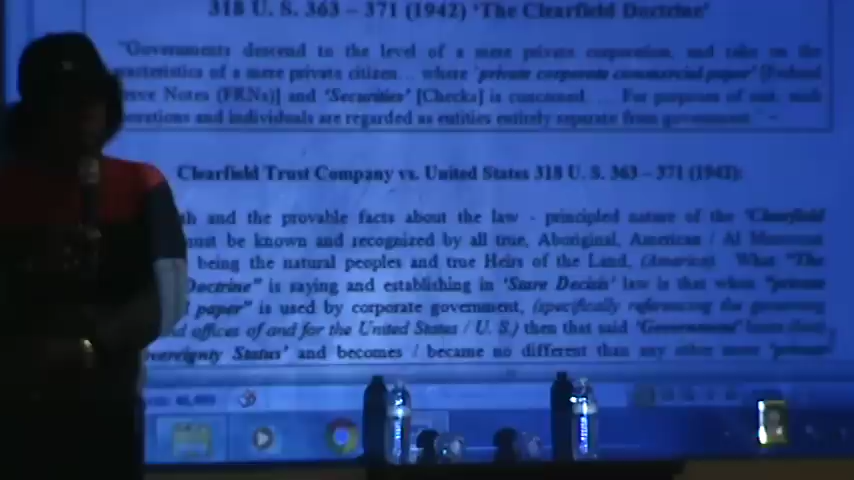 318 U. S. 363 – 371 (1942) 'The Clearfield Doctrine'
"Governments descend to the level of a mere private corporation, and take on the
of a mere private citizen... where 'private corporate commercial paper' [Federal
Notes (FRNs)] and 'Securities' [Checks] is concerned. ... For purposes of suit, such
and individuals are regarded as entities entirely separate from government." ~
Clearfield Trust Company vs. United States 318 U. S. 363 – 371 (1942):
and the provable facts about the law - principled nature of the 'Clearfield
must be known and recognized by all true, Aboriginal, American / Al
being the natural peoples and true Heirs of the Land, (America). What "The
Doctrine" is saying and establishing in 'Stare Decisis' law is that when "private
paper" is used by corporate government, (specifically referencing the governing
offices of and for the United States / U. S.) then that said 'Government'
Status' and becomes / became no different than any other mere 'private